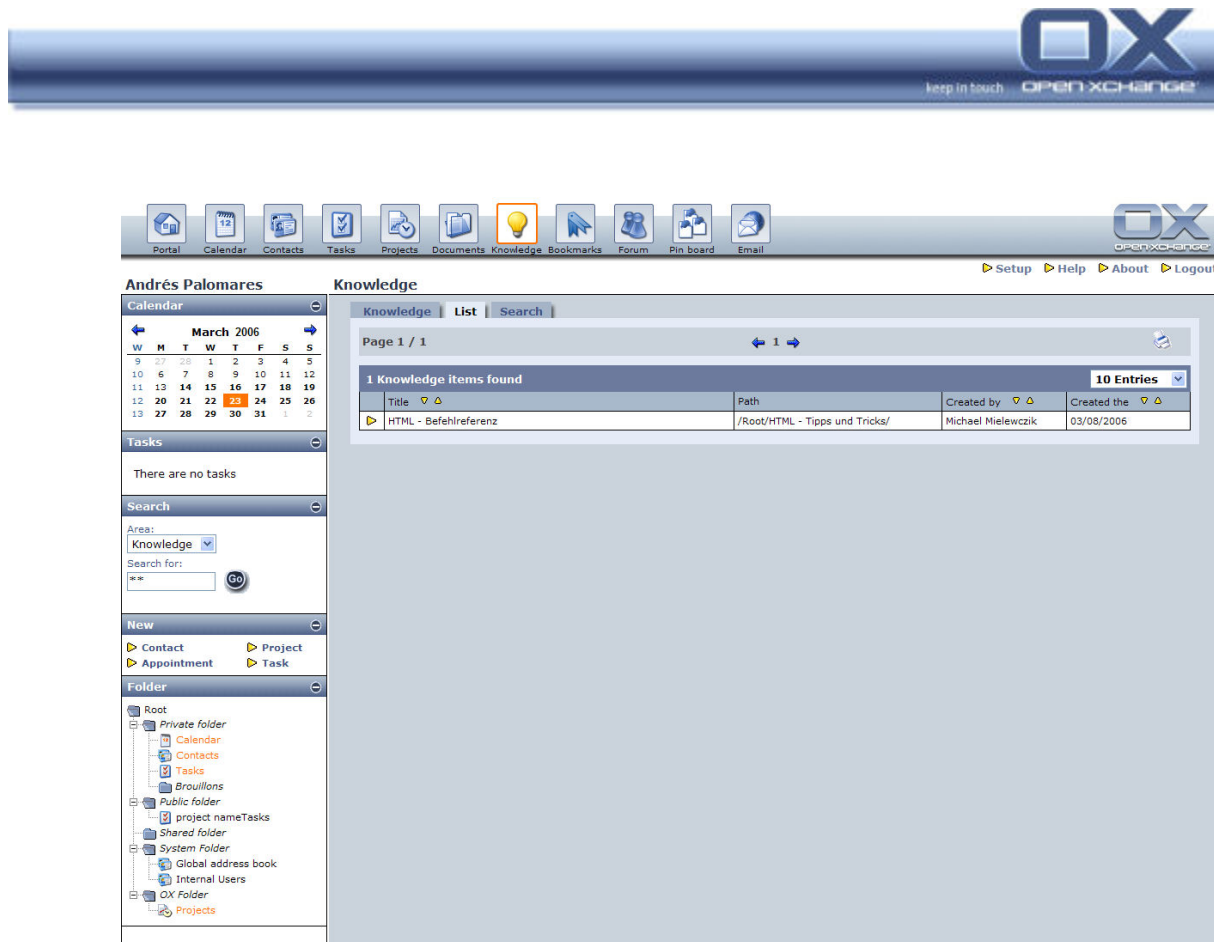 OX
keep in touch OPEN-XCHANGE
OX
OPEN-XCHANGE
Portal Calendar Contacts Tasks Projects Documents Knowledge Bookmarks Forum Pin board Email
Setup Help About Logout
Andrés Palomares
Knowledge
Calendar
March 2006
W M T W T F S S
9 27 28 1 2 3 4 5
10 6 7 8 9 10 11 12
11 13 14 15 16 17 18 19
12 20 21 22 23 24 25 26
13 27 28 29 30 31 1 2
Tasks
There are no tasks
Search
Area:
Knowledge
Search for:
**
Go
New
Contact Project
Appointment Task
Folder
Root
Private folder
Calendar
Contacts
Tasks
Brouillons
Public folder
project nameTasks
Shared folder
System Folder
Global address book
Internal Users
OX Folder
Projects
Knowledge List Search
Page 1 / 1 1
1 Knowledge items found 10 Entries
Title Path Created by Created the
HTML - Befehlreferenz /Root/HTML - Tipps und Tricks/ Michael Mielewczik 03/08/2006